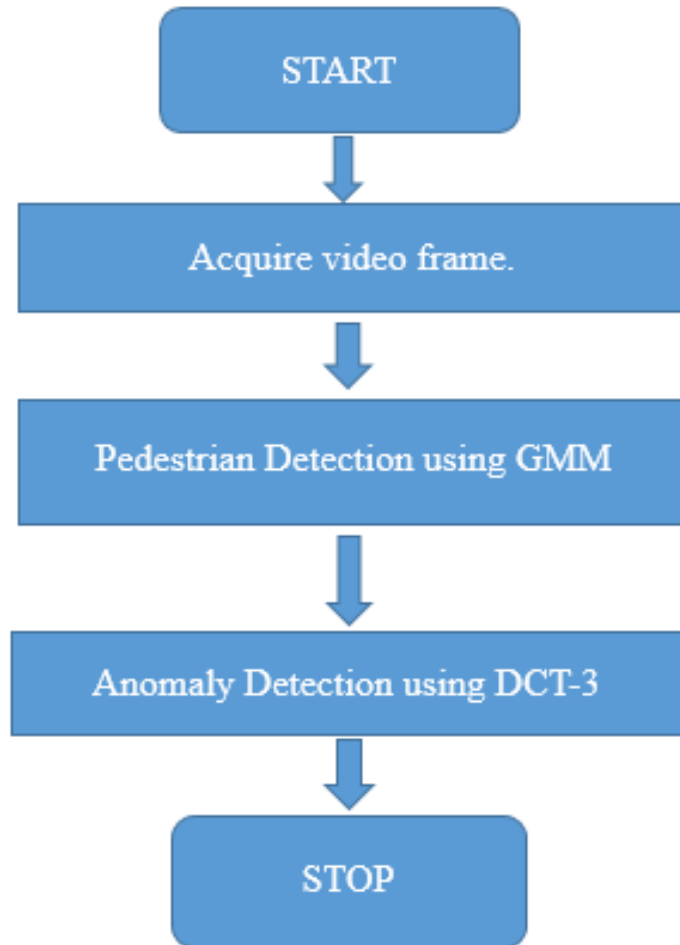 START
Acquire video frame.
Pedestrian Detection using GMM
Anomaly Detection using DCT-3
STOP